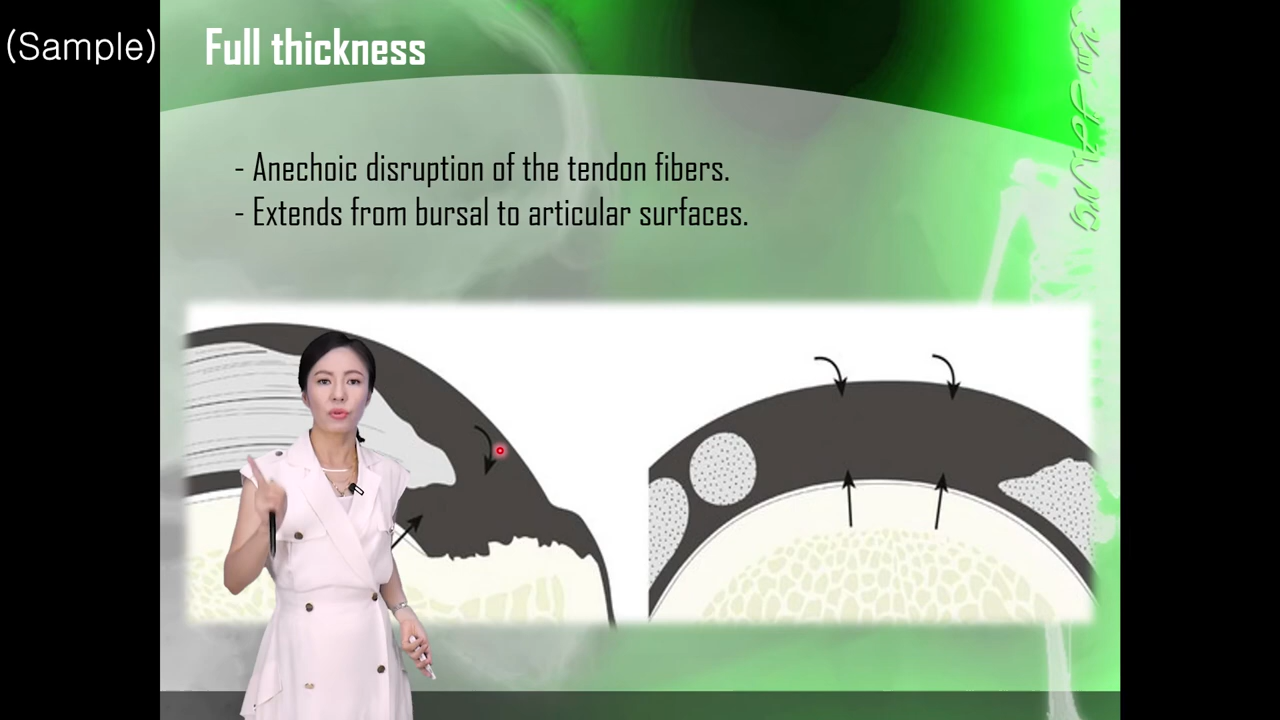 (Sample)
Full thickness
- Anechoic disruption of the tendon fibers.
- Extends from bursal to articular surfaces.